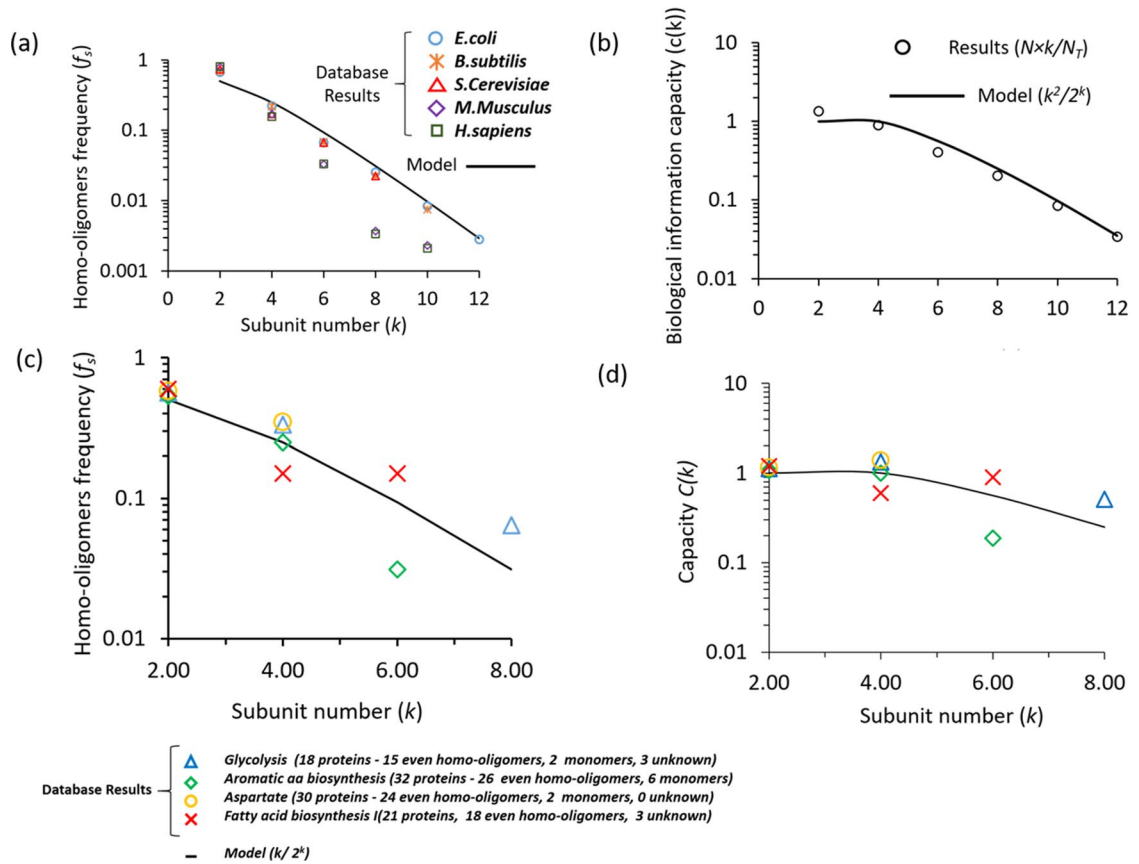 (a)
Homo-oligomers frequency (fs)
1
0.1
0.01
0.001
0 2 4 6 8 10 12
Subunit number (k)
Database
Results
E.coli
B.subtilis
S.Cerevisiae
M.Musculus
H.sapiens
Model
(b)
Biological information capacity (c(k))
10
1
0.1
0.01
0 2 4 6 8 10 12
Results (N×k/NT)
Model (k²/2ᵏ)
(c)
Homo-oligomers frequency (fs)
1
0.1
0.01
2.00 4.00 6.00 8.00
Subunit number (k)
(d)
Capacity C(k)
10
1
0.1
0.01
2.00 4.00 6.00 8.00
Subunit number (k)
Database Results
Glycolysis (18 proteins - 15 even homo-oligomers, 2 monomers, 3 unknown)
Aromatic aa biosynthesis (32 proteins - 26 even homo-oligomers, 6 monomers)
Aspartate (30 proteins - 24 even homo-oligomers, 2 monomers, 0 unknown)
Fatty acid biosynthesis I(21 proteins, 18 even homo-oligomers, 3 unknown)
Model (k/ 2ᵏ)